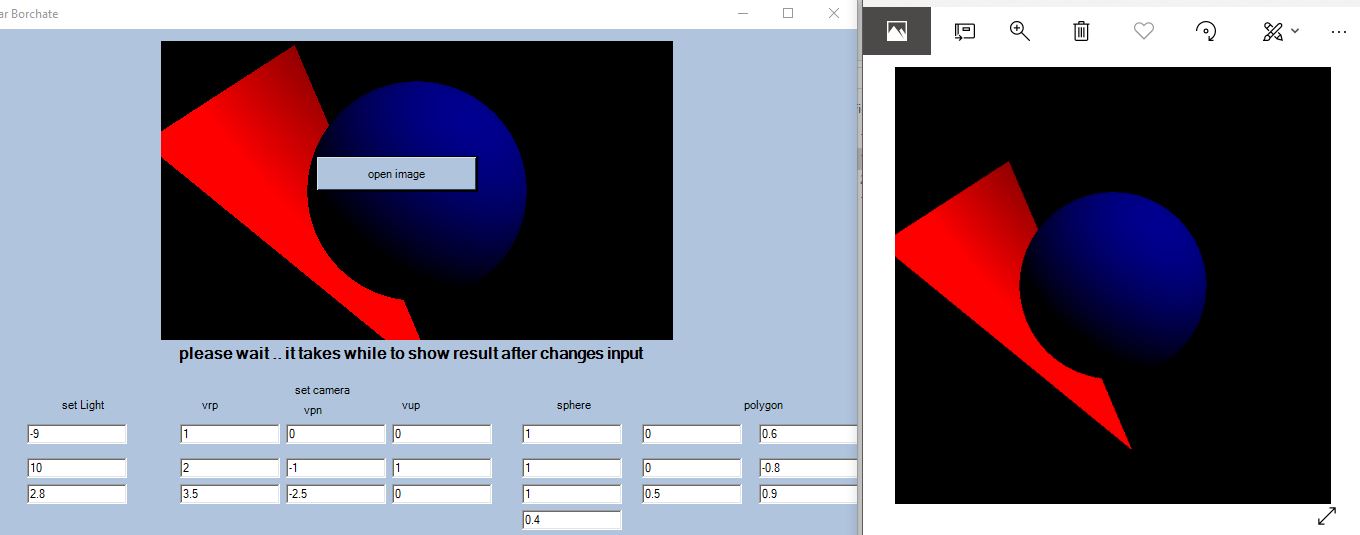 ar Borchate
open image
please wait .. it takes while to show result after changes input
set camera
set Light vrp vpn vup sphere polygon
-9 1 0 0 1 0 0.6
10 2 -1 1 1 0 -0.8
2.8 3.5 -2.5 0 1 0.5 0.9
0.4